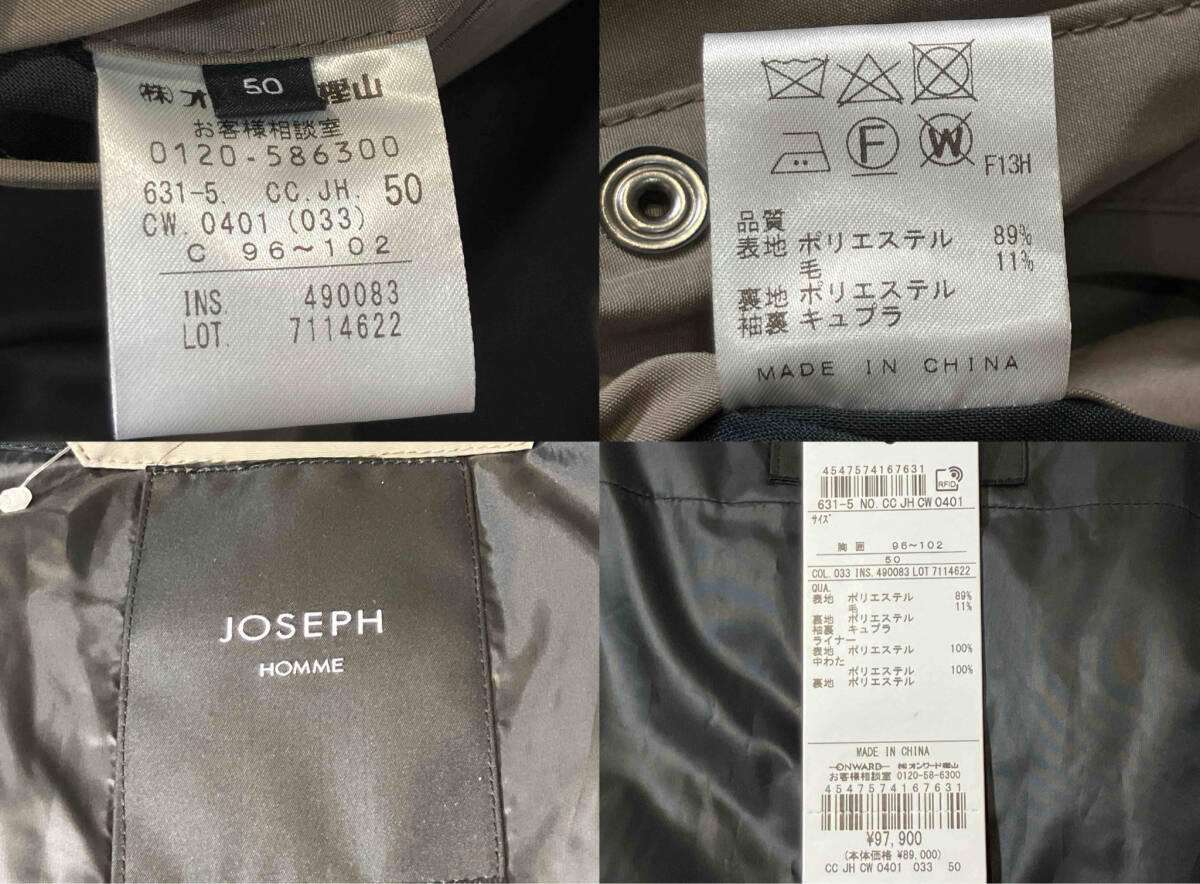 50
㈱オ 樫山
お客様相談室
0120-586300
631-5. CC.JH. 50
CW.0401(033)
C 96～102
INS. 490083
LOT. 7114622
F
W
F13H
品質
表地 ポリエステル 89%
毛 11%
裏地 ポリエステル
袖裏 キュプラ
MADE IN CHINA
JOSEPH
HOMME
4547574167631
RFID
631-5 NO. CC JH CW 0401
サイズ
胸囲 96～102
50
COL. 033 INS. 490083 LOT 7114622
QUA.
表地 ポリエステル 89%
毛 11%
裏地 ポリエステル
袖裏 キュプラ
ライナー
表地 ポリエステル 100%
中わた
ポリエステル 100%
裏地 ポリエステル
MADE IN CHINA
ONWARD ㈱オンワード樫山
お客様相談室 0120-58-6300
4547574167631
¥97,900
(本体価格 ¥89,000)
CC JH CW 0401 033 50